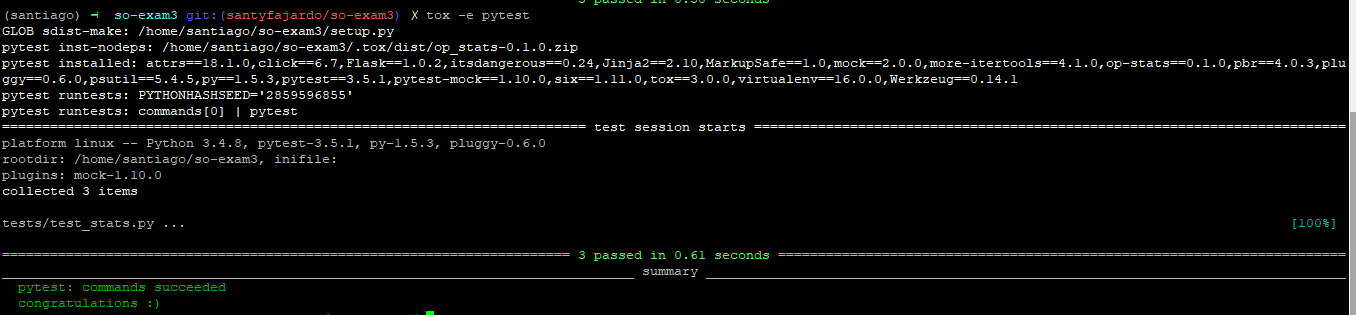 3 passed in 0.58 seconds
(santiago) → so-exam3 git:(santyfajardo/so-exam3) ✗ tox -e pytest
GLOB sdist-make: /home/santiago/so-exam3/setup.py
pytest inst-nodeps: /home/santiago/so-exam3/.tox/dist/op_stats-0.1.0.zip
pytest installed: attrs==18.1.0,click==6.7,Flask==1.0.2,itsdangerous==0.24,Jinja2==2.10,MarkupSafe==1.0,mock==2.0.0,more-itertools==4.1.0,op-stats==0.1.0,pbr==4.0.3,plu
ggy==0.6.0,psutil==5.4.5,py==1.5.3,pytest==3.5.1,pytest-mock==1.10.0,six==1.11.0,tox==3.0.0,virtualenv==16.0.0,Werkzeug==0.14.1
pytest runtests: PYTHONHASHSEED='2859596855'
pytest runtests: commands[0] | pytest
test session starts
platform linux -- Python 3.4.8, pytest-3.5.1, py-1.5.3, pluggy-0.6.0
rootdir: /home/santiago/so-exam3, inifile:
plugins: mock-1.10.0
collected 3 items
tests/test_stats.py ... [100%]
3 passed in 0.61 seconds
summary
pytest: commands succeeded
congratulations :)